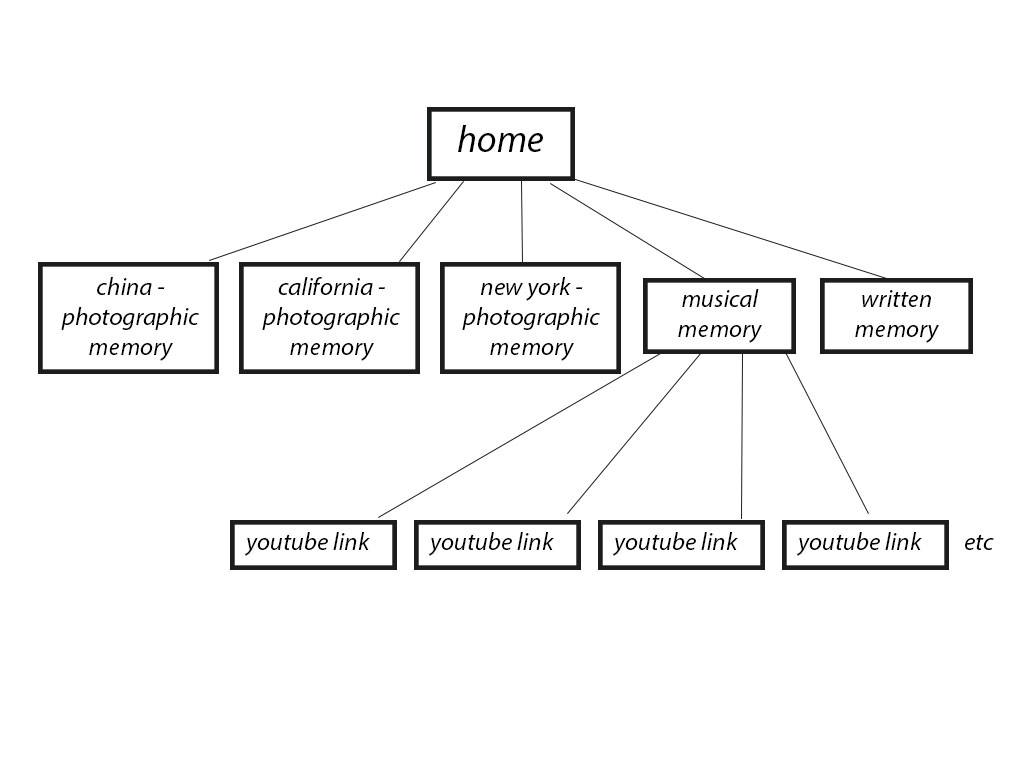 home
china -
photographic
memory
california -
photographic
memory
new york -
photographic
memory
musical
memory
written
memory
youtube link
youtube link
youtube link
youtube link
etc